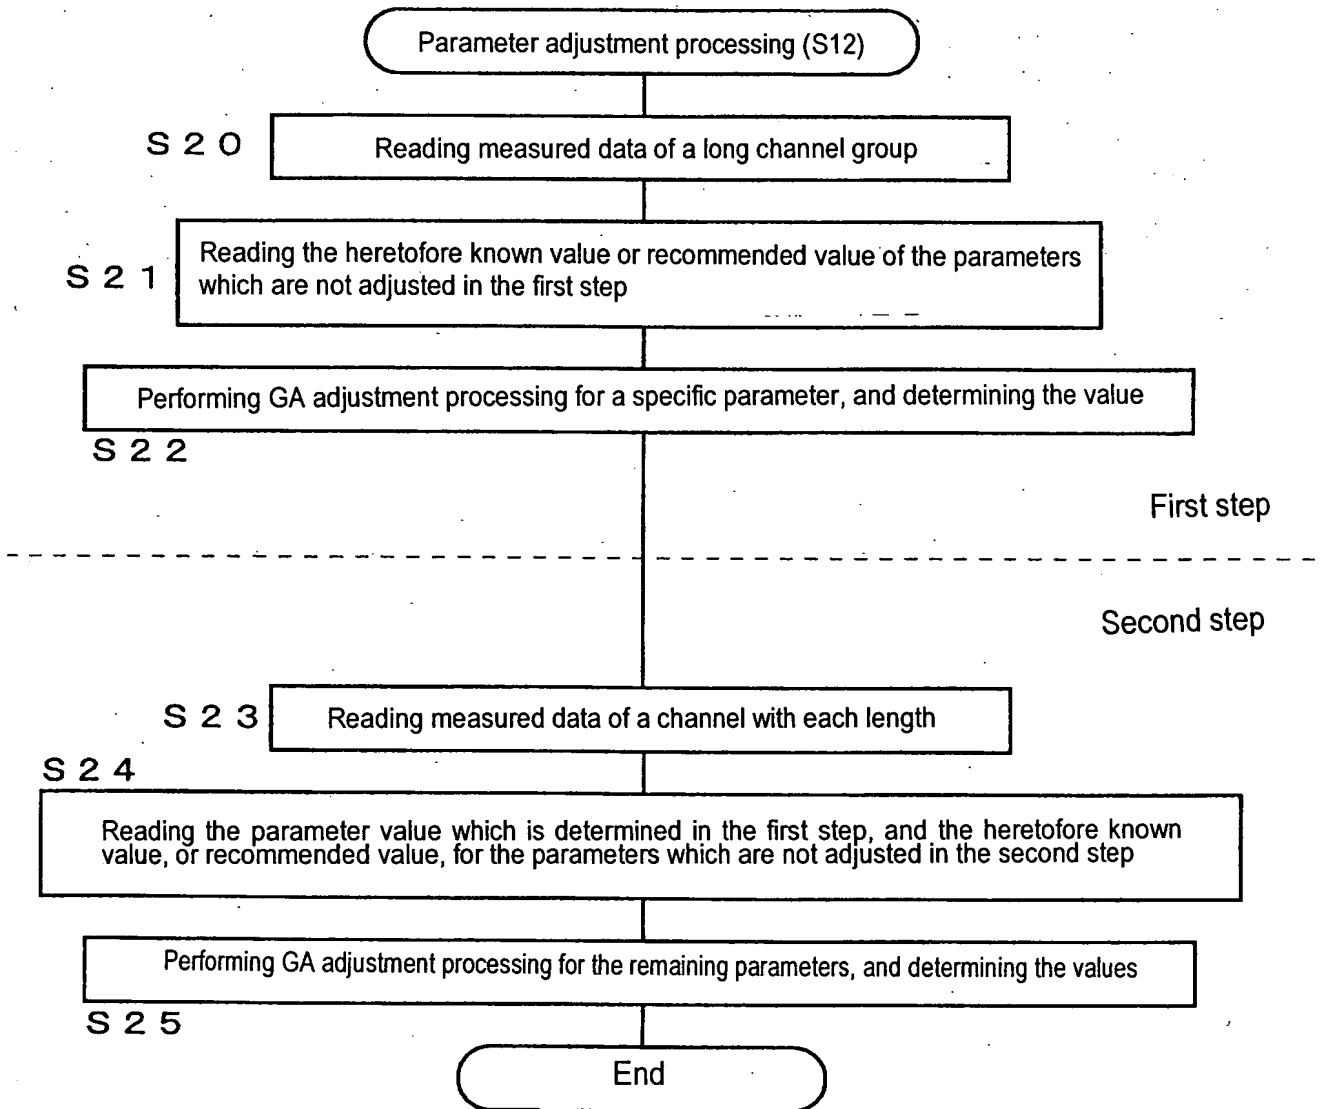 Parameter adjustment processing (S12)
S20
Reading measured data of a long channel group
S21
Reading the heretofore known value or recommended value of the parameters
which are not adjusted in the first step
Performing GA adjustment processing for a specific parameter, and determining the value
S22
First step
Second step
S23
Reading measured data of a channel with each length
S24
Reading the parameter value which is determined in the first step, and the heretofore known
value, or recommended value, for the parameters which are not adjusted in the second step
Performing GA adjustment processing for the remaining parameters, and determining the values
S25
End